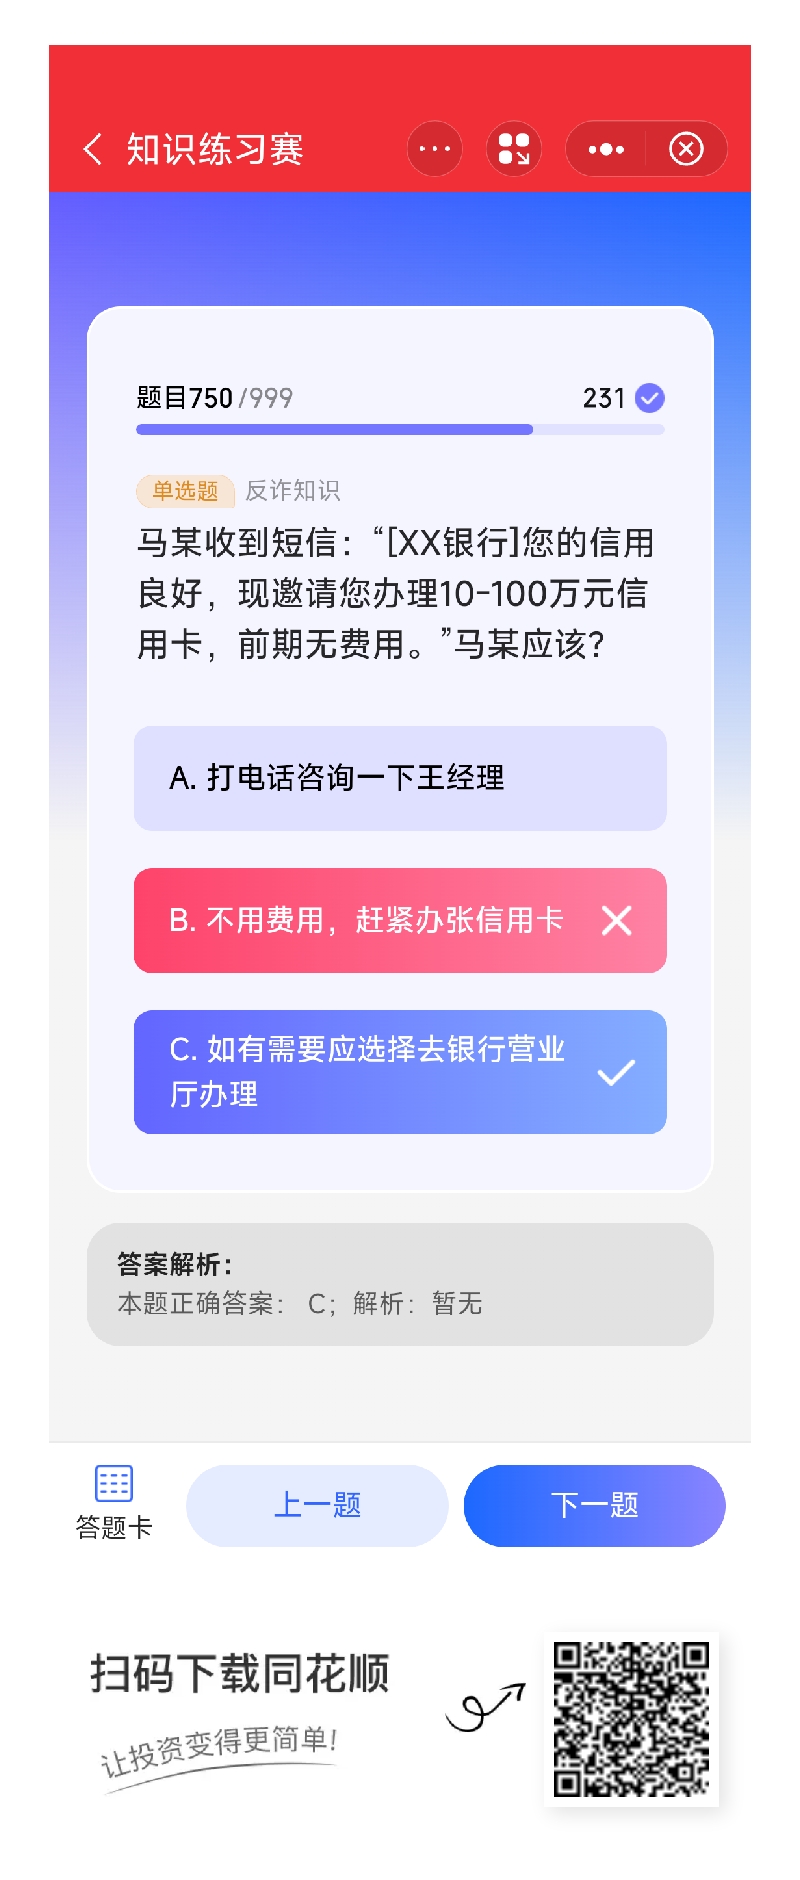 知识练习赛
题目750/999
231
单选题 反诈知识
马某收到短信：“[XX银行]您的信用
良好，现邀请您办理10-100万元信
用卡，前期无费用。”马某应该？
A. 打电话咨询一下王经理
B. 不用费用，赶紧办张信用卡
C. 如有需要应选择去银行营业
厅办理
答案解析：
本题正确答案： C；解析：暂无
答题卡
上一题
下一题
扫码下载同花顺
让投资变得更简单!